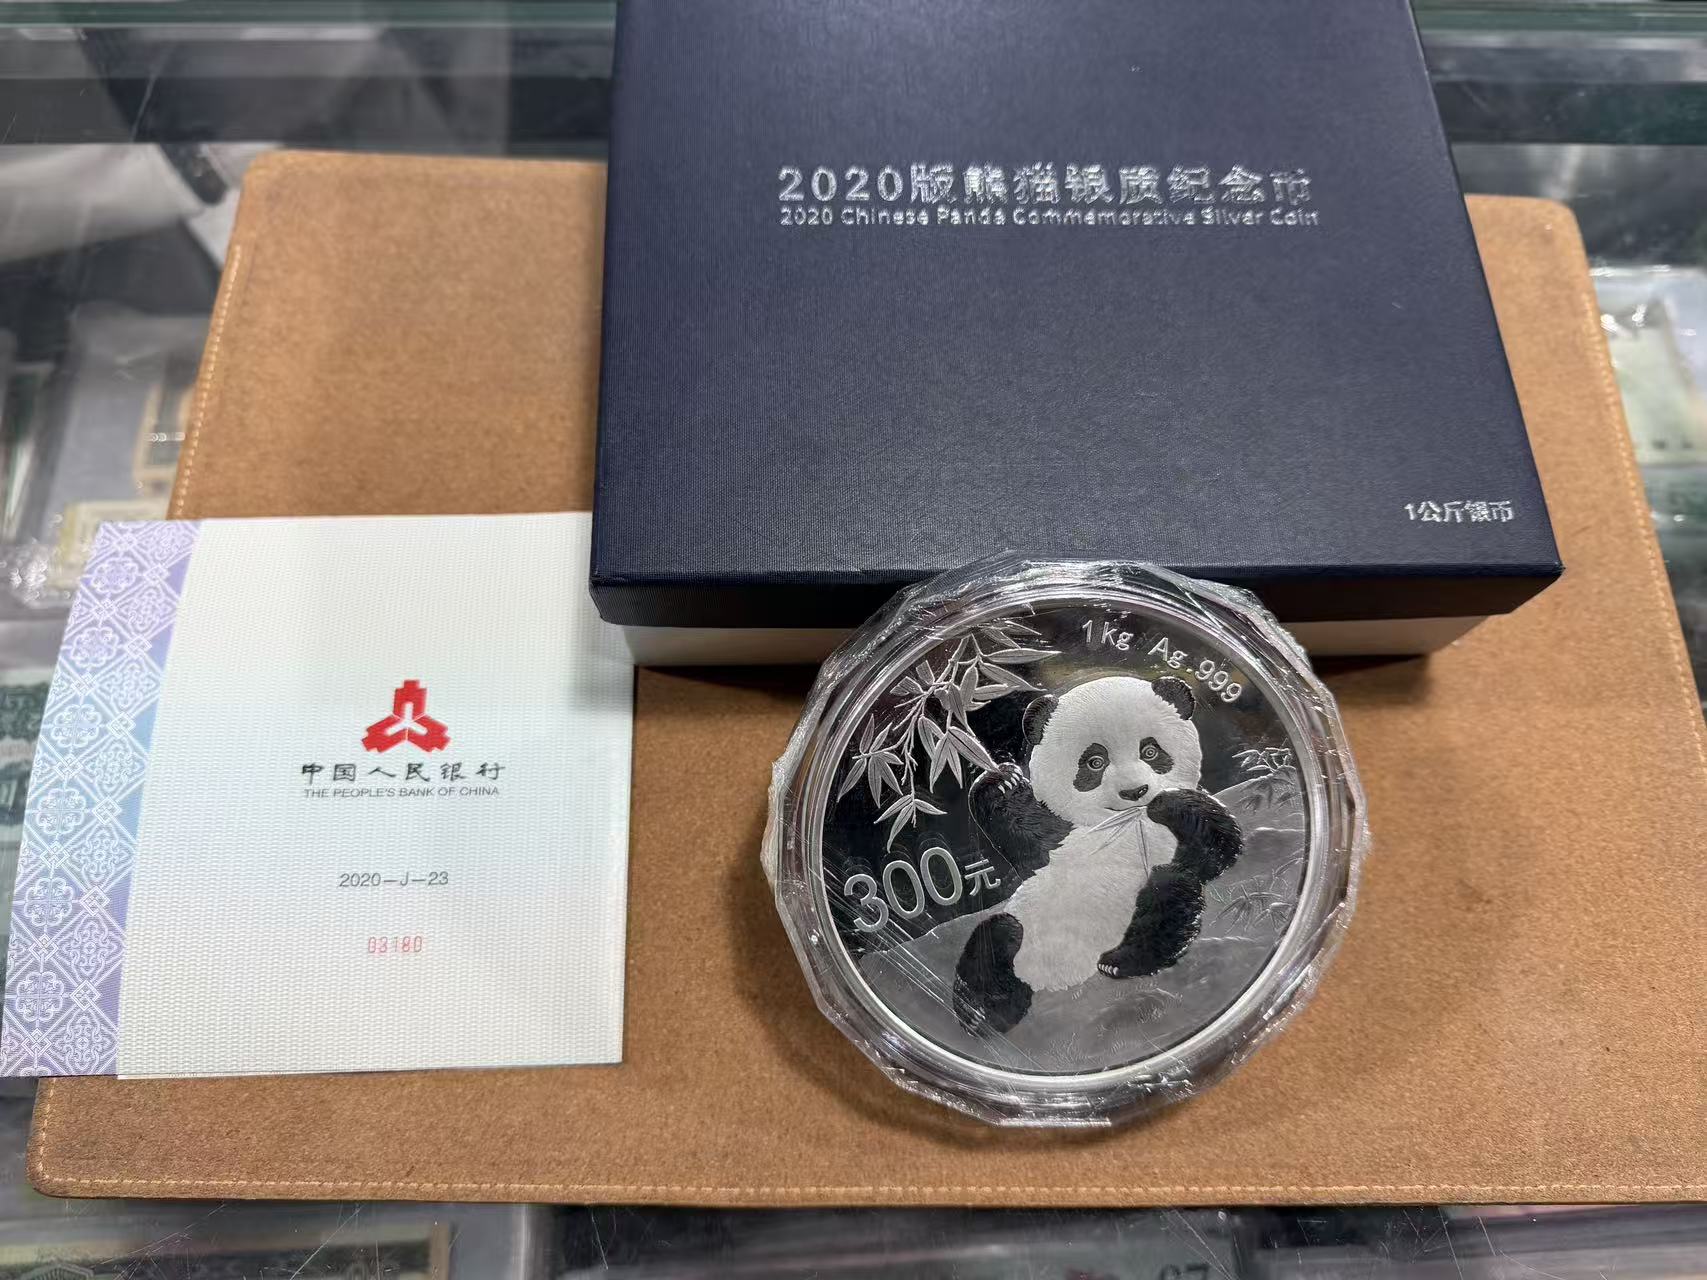 2020版熊猫银质纪念币
2020 Chinese Panda Commemorative Silver Coin
1公斤银币
中国人民银行
THE PEOPLE'S BANK OF CHINA
2020—J—23
03180
1kg Ag.999
300元